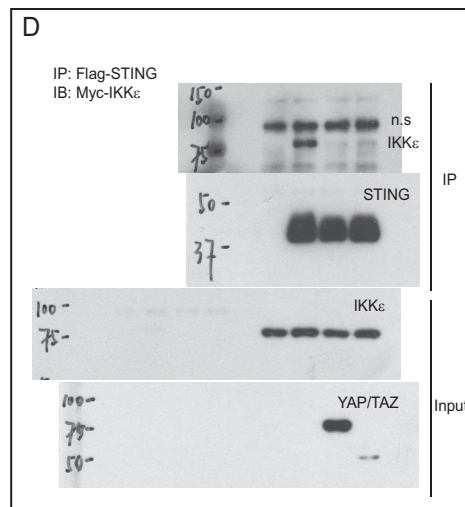 D
IP: Flag-STING
IB: Myc-IKKε
150-
100-
75
n.s
IKKε
IP
50-
37-
STING
100-
75-
IKKε
Input
100-
75-
50-
YAP/TAZ